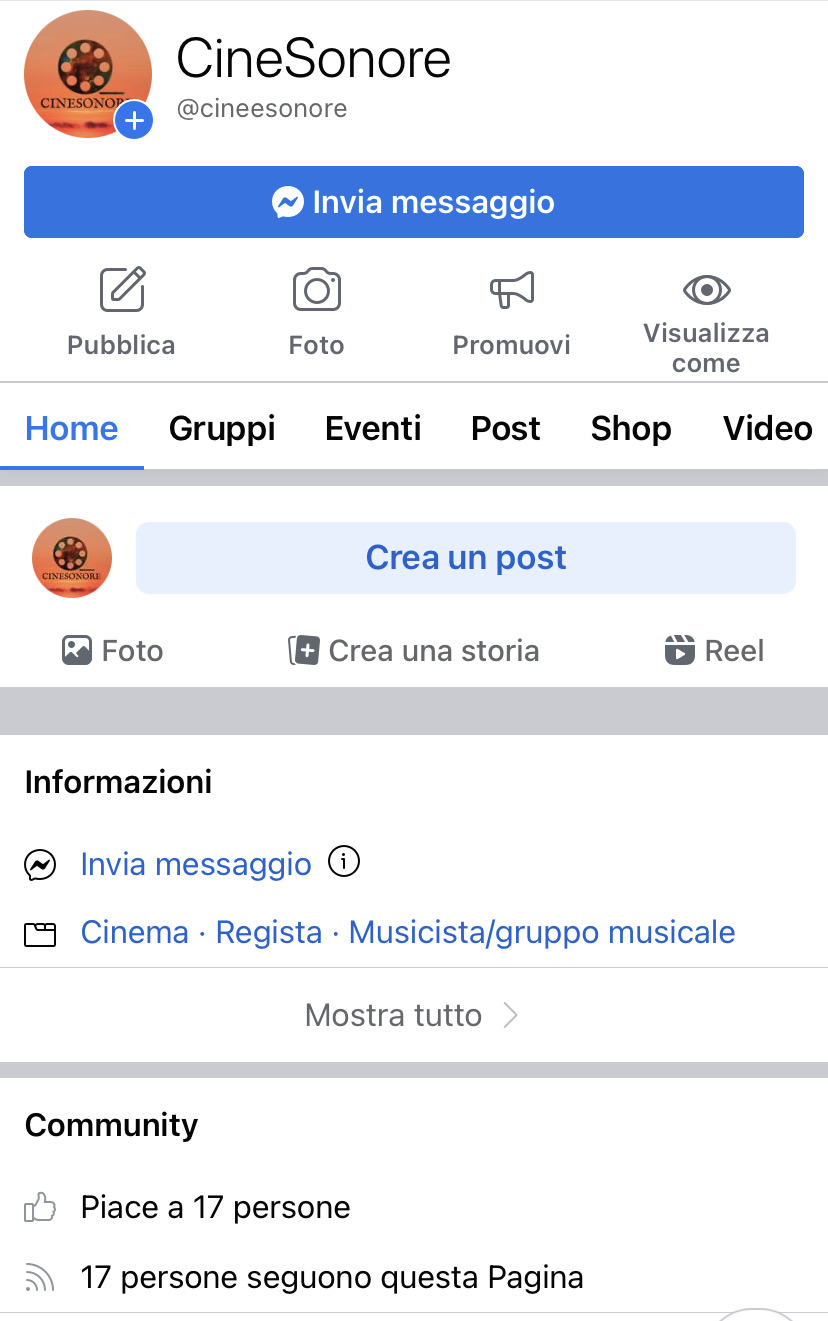 CineSonore
CINESONORE
@cineesonore
Invia messaggio
Pubblica
Foto
Promuovi
Visualizza
come
Home Gruppi Eventi Post Shop Video
CINESONORE
Crea un post
Foto Crea una storia Reel
Informazioni
Invia messaggio
Cinema · Regista · Musicista/gruppo musicale
Mostra tutto
Community
Piace a 17 persone
17 persone seguono questa Pagina